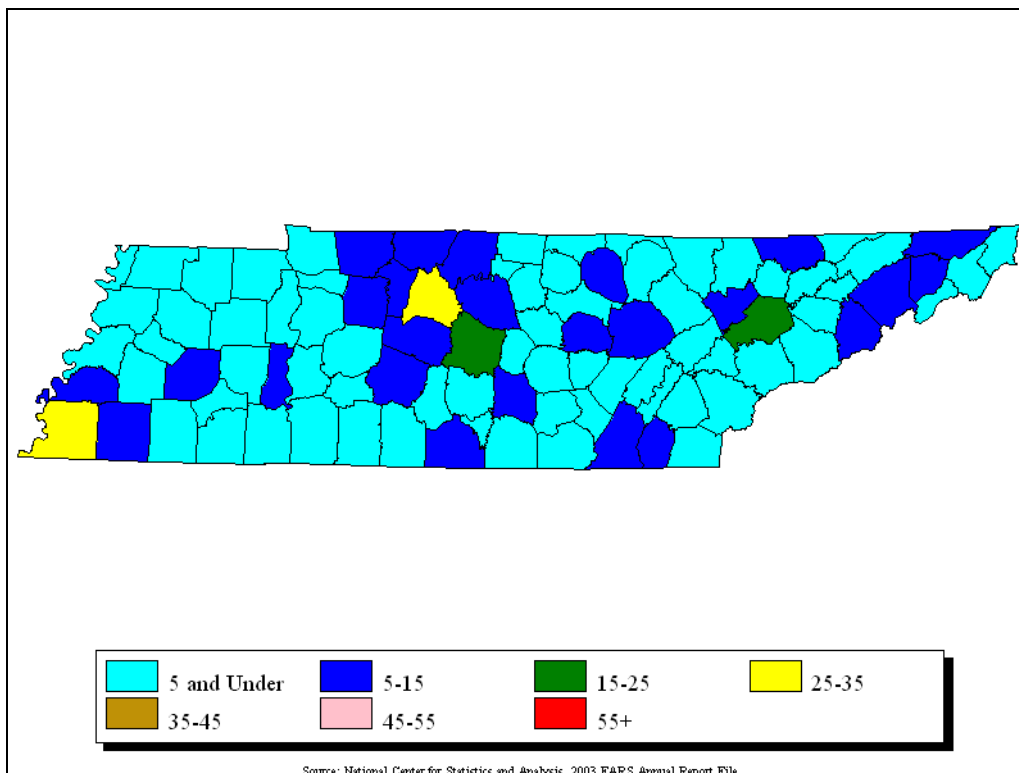 5 and Under 5-15 15-25 25-35
35-45 45-55 55+
Source: National Center for Statistics and Analysis, 2003 FARS Annual Report File